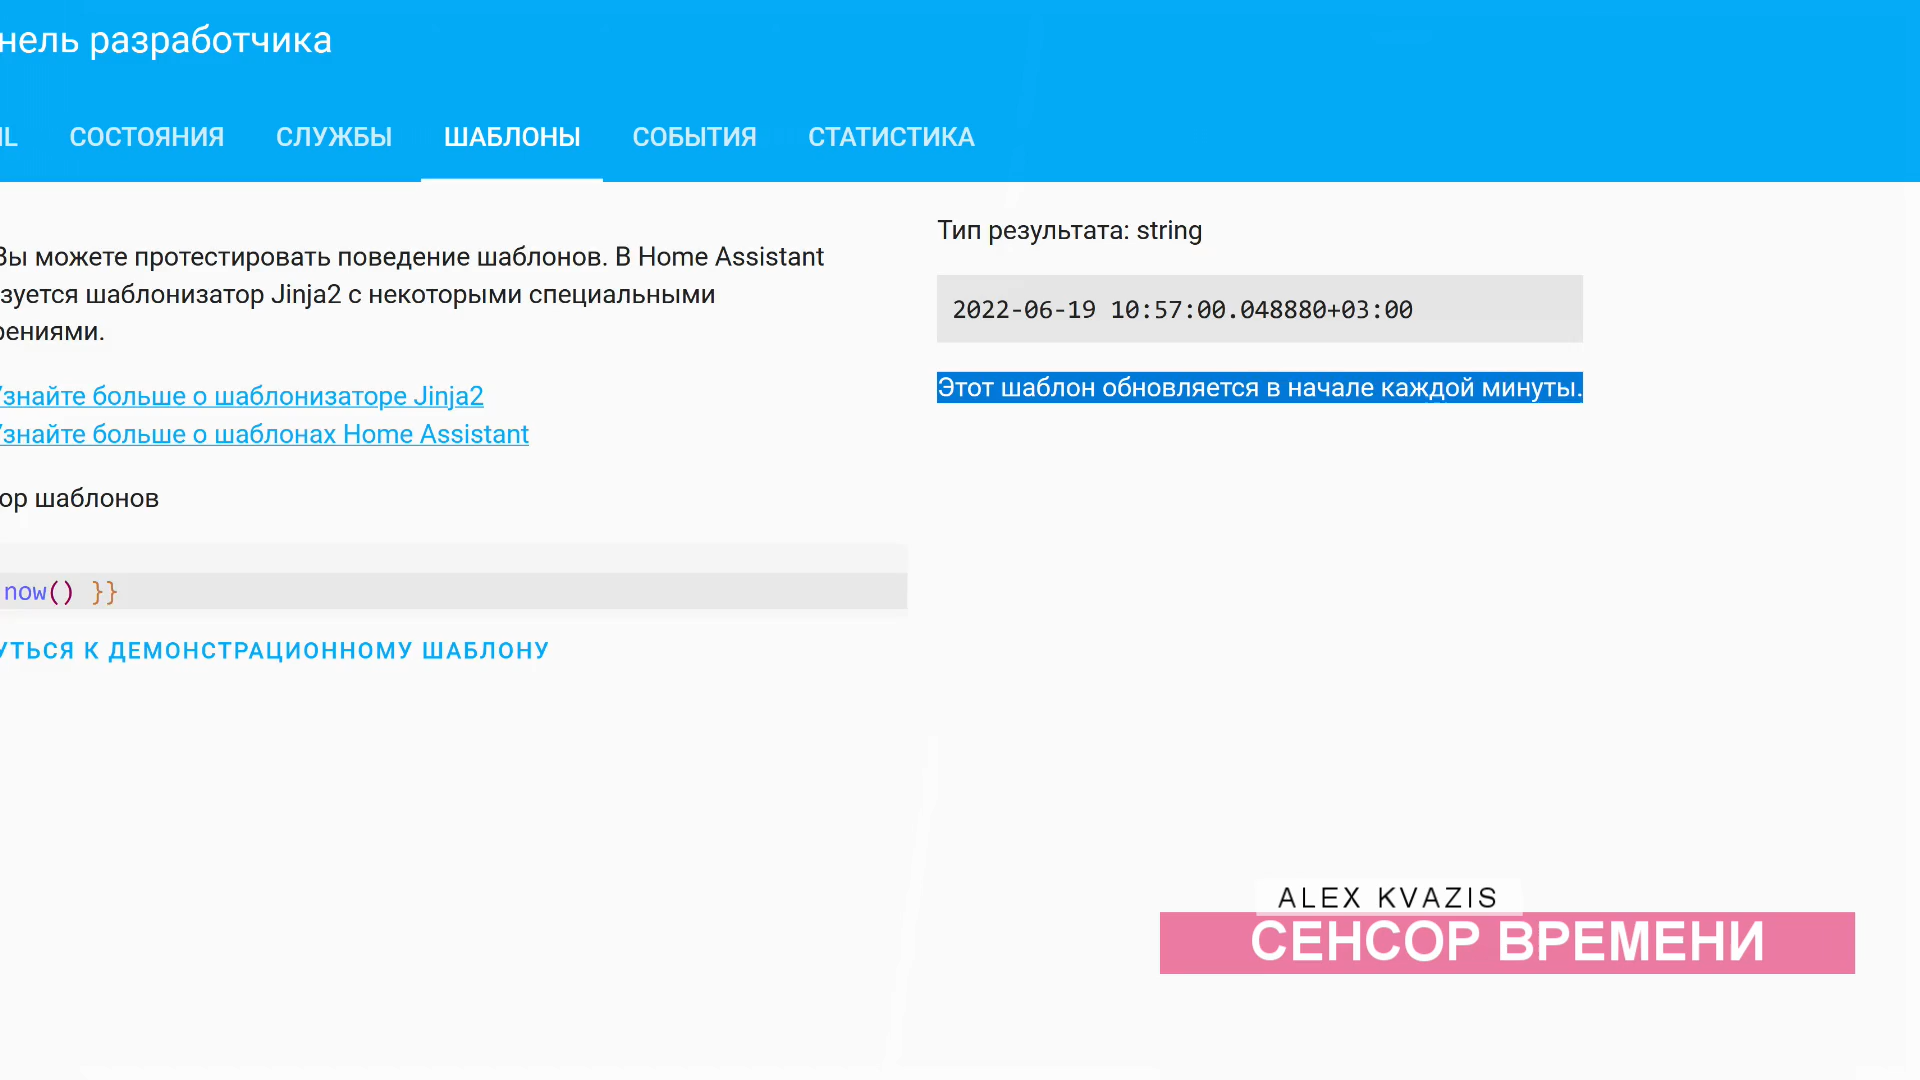 нель разработчика
IL СОСТОЯНИЯ СЛУЖБЫ ШАБЛОНЫ СОБЫТИЯ СТАТИСТИКА
Вы можете протестировать поведение шаблонов. В Home Assistant
зуется шаблонизатор Jinja2 с некоторыми специальными
рениями.
Узнайте больше о шаблонизаторе Jinja2
Узнайте больше о шаблонах Home Assistant
ор шаблонов
now() }}
УТЬСЯ К ДЕМОНСТРАЦИОННОМУ ШАБЛОНУ
Тип результата: string
2022-06-19 10:57:00.048880+03:00
Этот шаблон обновляется в начале каждой минуты.
ALEX KVAZIS
СЕНСОР ВРЕМЕНИ